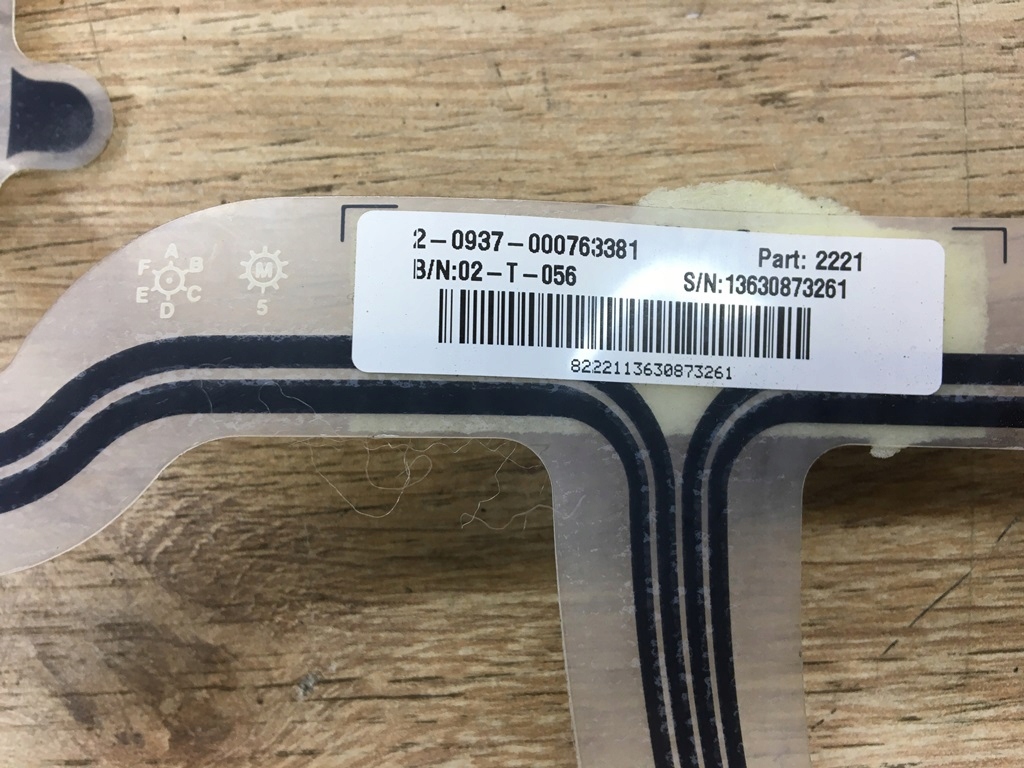 2-0937-000763381
Part: 2221
B/N:02-T-056
S/N:13630873261
8222113630873261
A
F B
E C
D
M
5